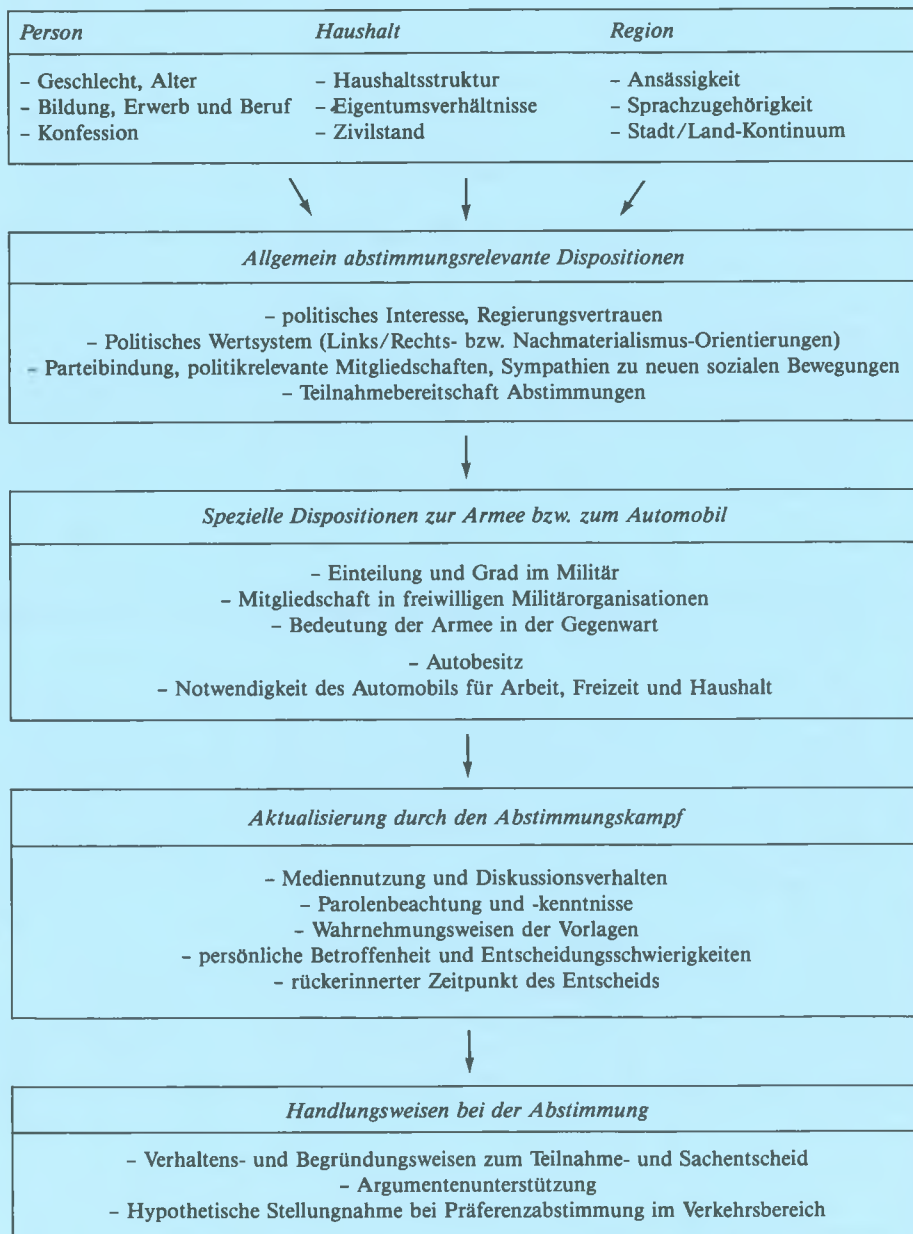 Person Haushalt Region
– Geschlecht, Alter – Haushaltsstruktur – Ansässigkeit
– Bildung, Erwerb und Beruf – Eigentumsverhältnisse – Sprachzugehörigkeit
– Konfession – Zivilstand – Stadt/Land-Kontinuum
Allgemein abstimmungsrelevante Dispositionen
– politisches Interesse, Regierungsvertrauen
– Politisches Wertsystem (Links/Rechts- bzw. Nachmaterialismus-Orientierungen)
– Parteibindung, politikrelevante Mitgliedschaften, Sympathien zu neuen sozialen Bewegungen
– Teilnahmebereitschaft Abstimmungen
Spezielle Dispositionen zur Armee bzw. zum Automobil
– Einteilung und Grad im Militär
– Mitgliedschaft in freiwilligen Militärorganisationen
– Bedeutung der Armee in der Gegenwart
– Autobesitz
– Notwendigkeit des Automobils für Arbeit, Freizeit und Haushalt
Aktualisierung durch den Abstimmungskampf
– Mediennutzung und Diskussionsverhalten
– Parolenbeachtung und -kenntnisse
– Wahrnehmungsweisen der Vorlagen
– persönliche Betroffenheit und Entscheidungsschwierigkeiten
– rückerinnerter Zeitpunkt des Entscheids
Handlungsweisen bei der Abstimmung
– Verhaltens- und Begründungsweisen zum Teilnahme- und Sachentscheid
– Argumentenunterstützung
– Hypothetische Stellungnahme bei Präferenzabstimmung im Verkehrsbereich